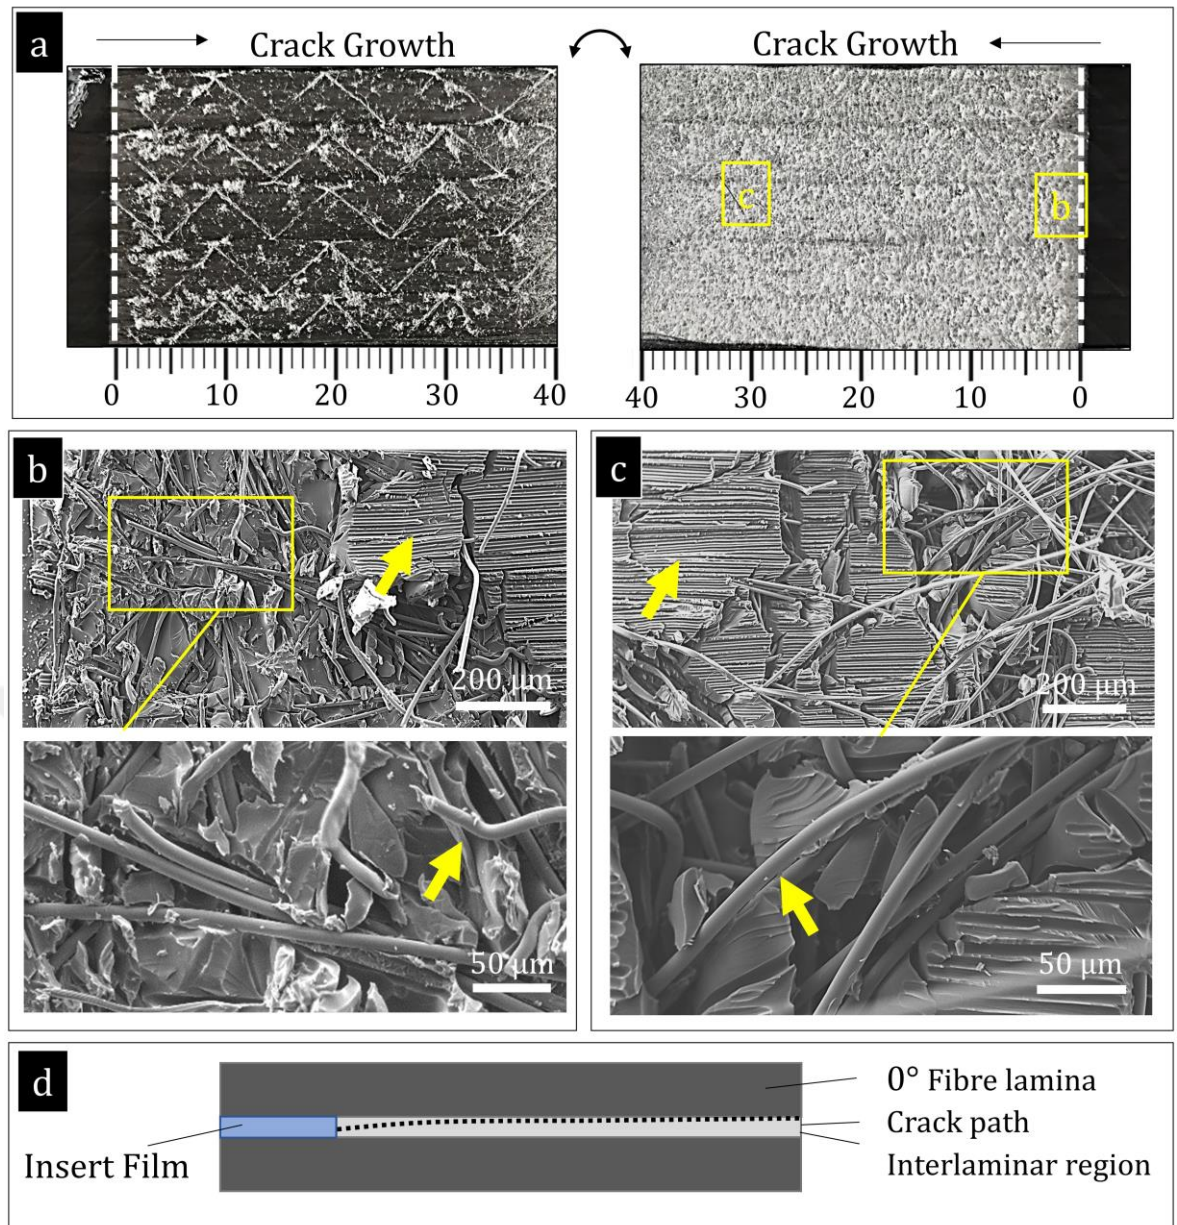 a
Crack Growth
Crack Growth
c
b
0 10 20 30 40
40 30 20 10 0
b
200 µm
50 µm
c
200 µm
50 µm
d
0° Fibre lamina
Crack path
Interlaminar region
Insert Film